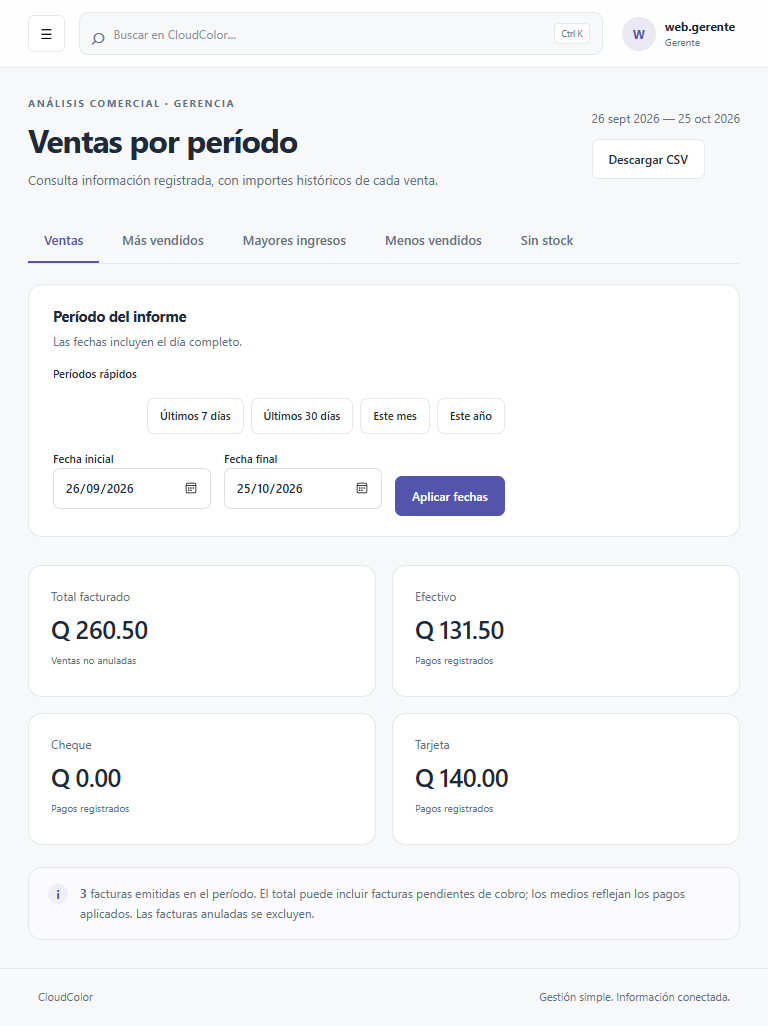 ☰
Buscar en CloudColor...
Ctrl K
W
web.gerente
Gerente
ANÁLISIS COMERCIAL · GERENCIA
Ventas por período
Consulta información registrada, con importes históricos de cada venta.
26 sept 2026 — 25 oct 2026
Descargar CSV
Ventas
Más vendidos
Mayores ingresos
Menos vendidos
Sin stock
Período del informe
Las fechas incluyen el día completo.
Períodos rápidos
Últimos 7 días
Últimos 30 días
Este mes
Este año
Fecha inicial
Fecha final
26/09/2026
25/10/2026
Aplicar fechas
Total facturado
Q 260.50
Ventas no anuladas
Efectivo
Q 131.50
Pagos registrados
Cheque
Q 0.00
Pagos registrados
Tarjeta
Q 140.00
Pagos registrados
i
3 facturas emitidas en el período. El total puede incluir facturas pendientes de cobro; los medios reflejan los pagos
aplicados. Las facturas anuladas se excluyen.
CloudColor
Gestión simple. Información conectada.